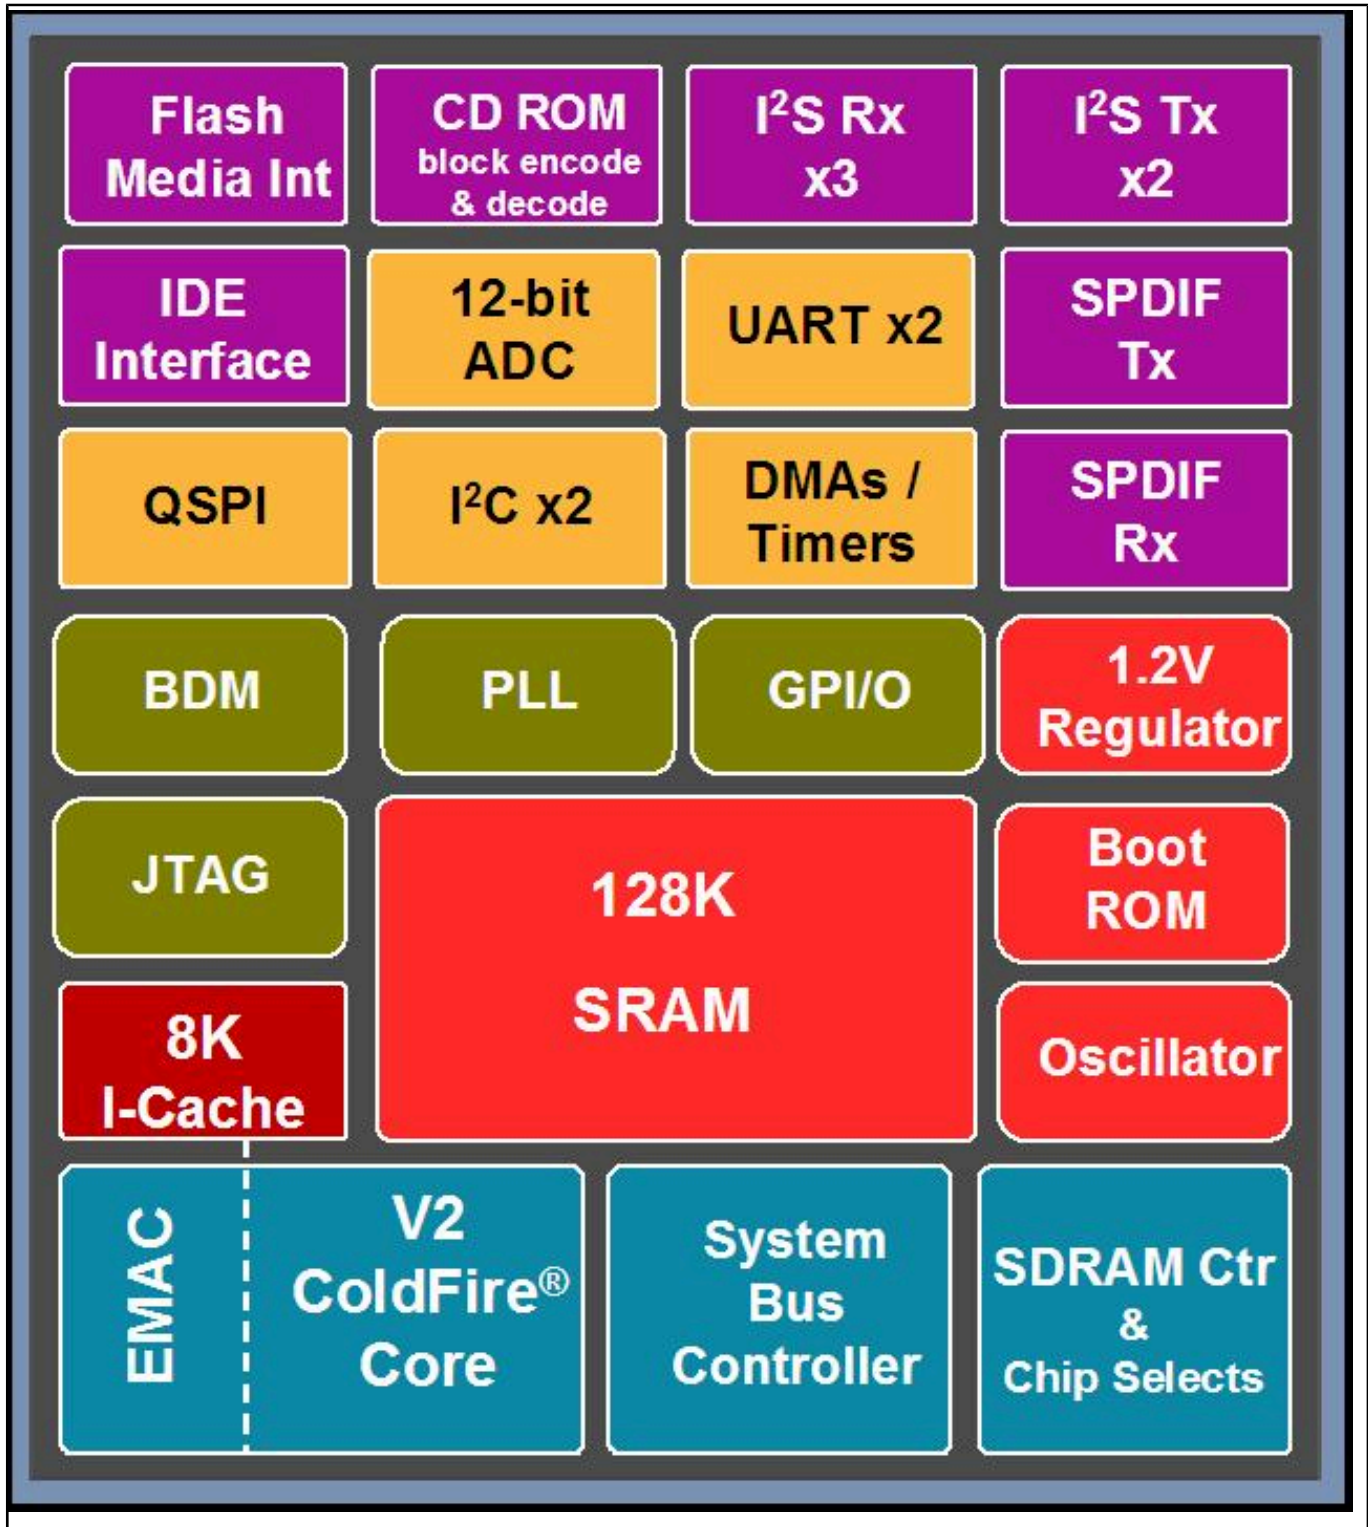 Flash
Media Int
CD ROM
block encode
& decode
I²S Rx
x3
I²S Tx
x2
IDE
Interface
12-bit
ADC
UART x2
SPDIF
Tx
QSPI
I²C x2
DMAs /
Timers
SPDIF
Rx
BDM
PLL
GPI/O
1.2V
Regulator
JTAG
128K
SRAM
Boot
ROM
8K
I-Cache
Oscillator
EMAC
V2
ColdFire®
Core
System
Bus
Controller
SDRAM Ctr
&
Chip Selects